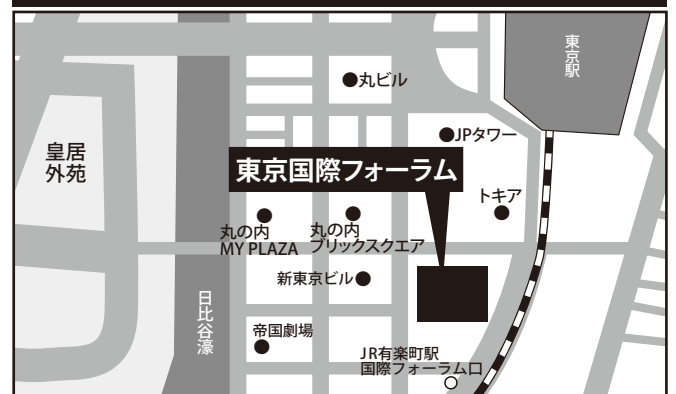 東京駅
丸ビル
JPタワー
皇居
外苑
東京国際フォーラム
トキア
丸の内
MY PLAZA
丸の内
ブリックスクエア
新東京ビル
日比谷濠
帝国劇場
JR有楽町駅
国際フォーラム口